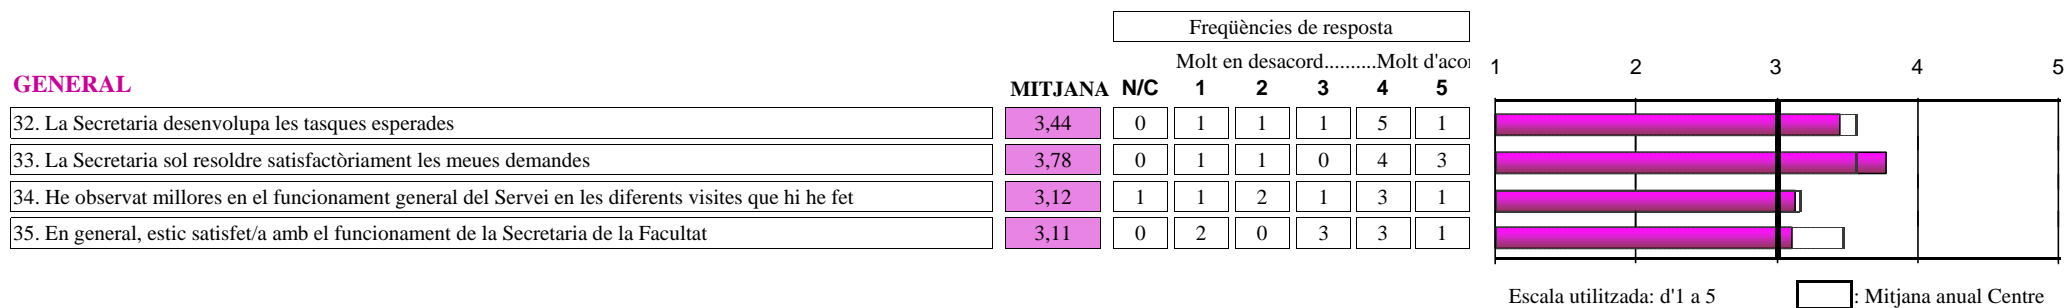 Freqüències de resposta
Molt en desacord..........Molt d'acor
GENERAL MITJANA N/C 1 2 3 4 5
1 2 3 4 5
32. La Secretaria desenvolupa les tasques esperades 3,44 0 1 1 1 5 1
33. La Secretaria sol resoldre satisfactòriament les meues demandes 3,78 0 1 1 0 4 3
34. He observat millores en el funcionament general del Servei en les diferents visites que hi he fet 3,12 1 1 2 1 3 1
35. En general, estic satisfet/a amb el funcionament de la Secretaria de la Facultat 3,11 0 2 0 3 3 1
Escala utilitzada: d'1 a 5 : Mitjana anual Centre